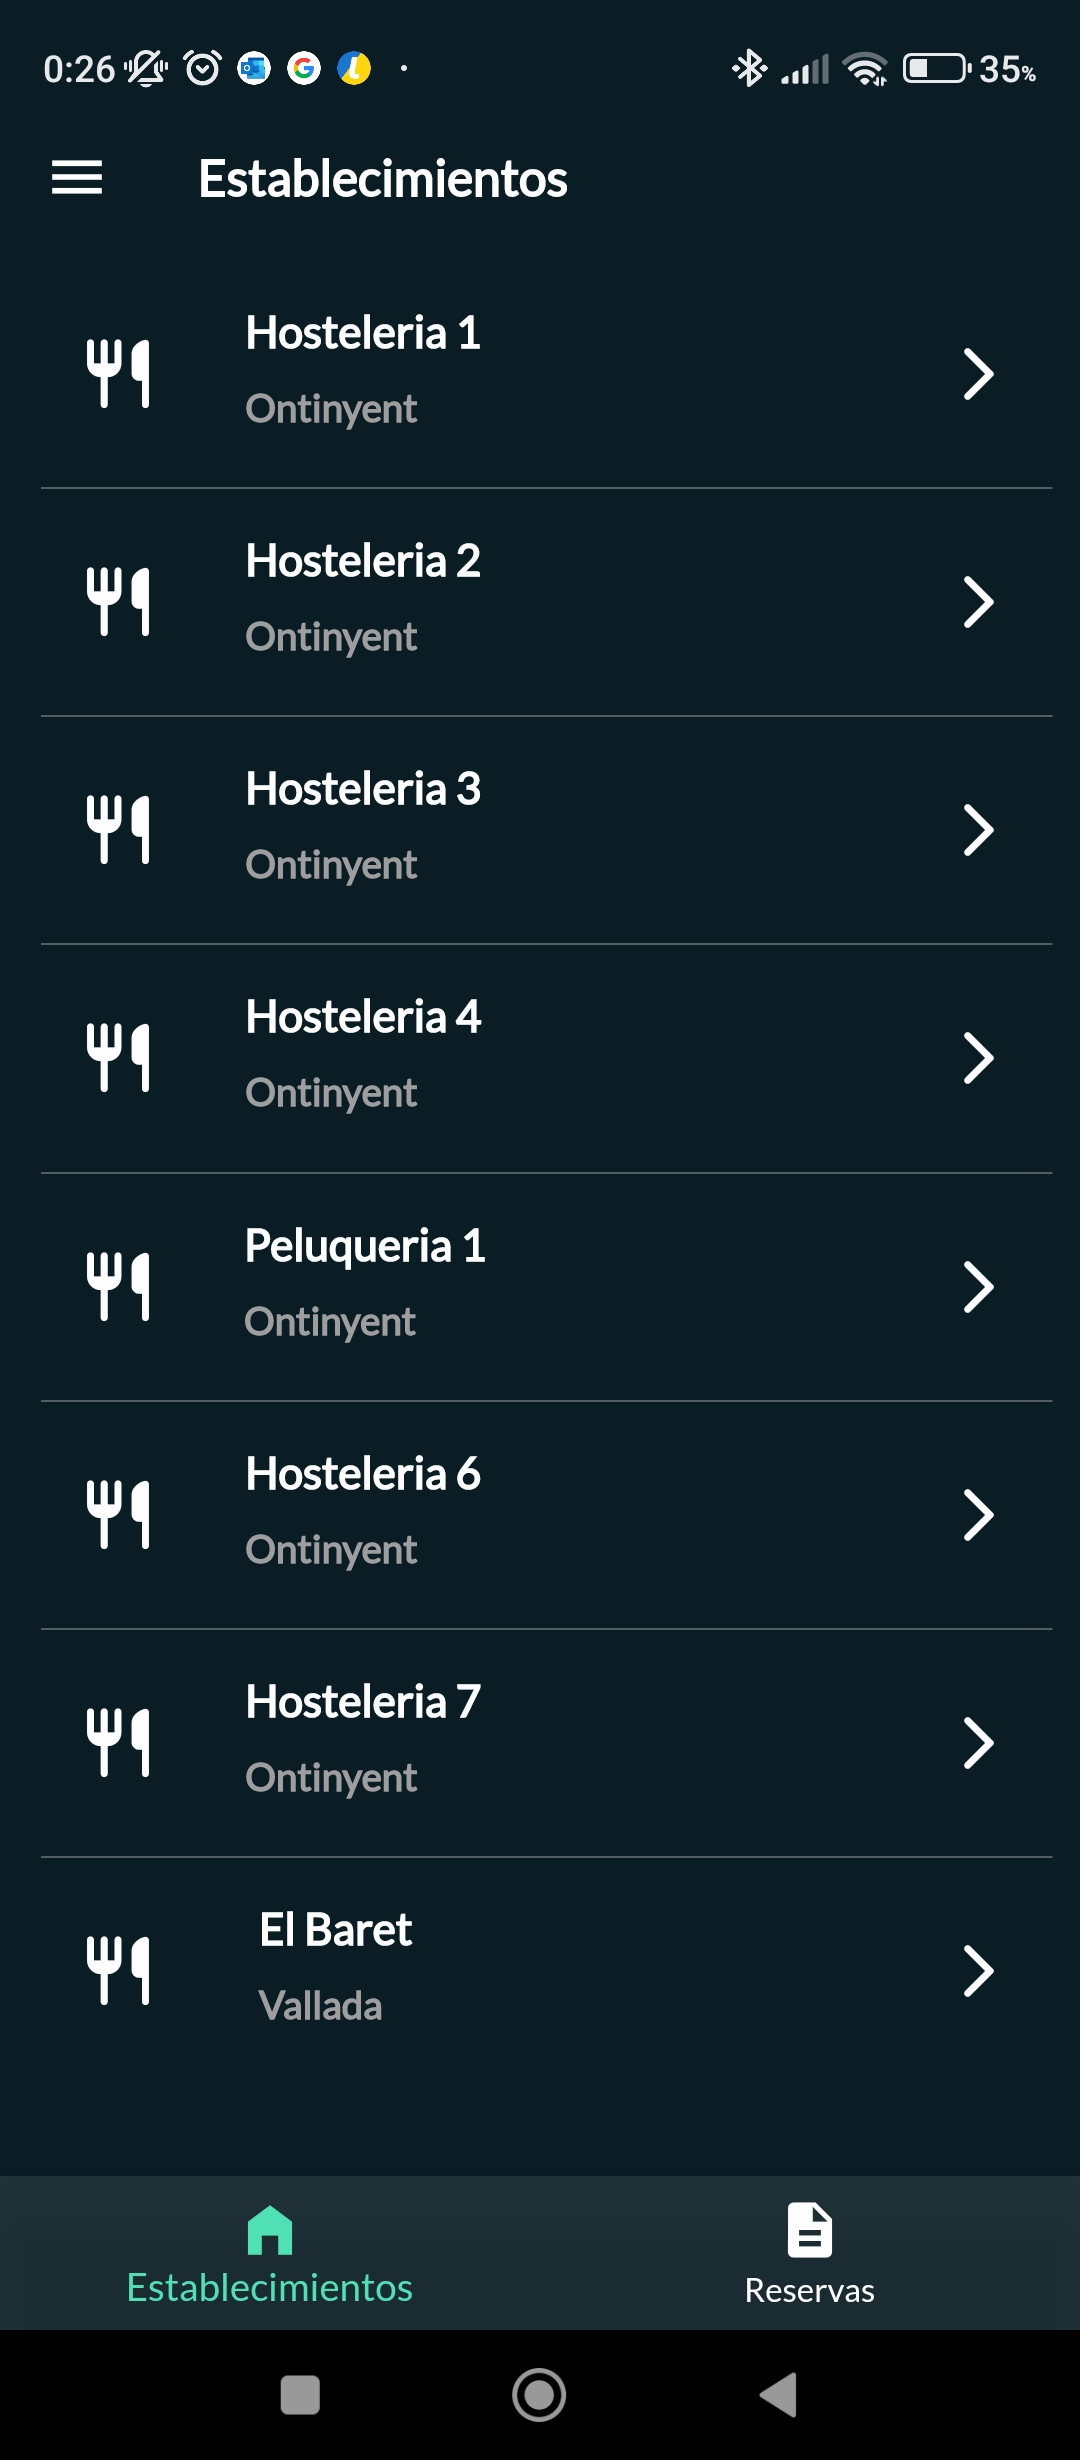 0:26
35%
Establecimientos
Hosteleria 1
Ontinyent
Hosteleria 2
Ontinyent
Hosteleria 3
Ontinyent
Hosteleria 4
Ontinyent
Peluqueria 1
Ontinyent
Hosteleria 6
Ontinyent
Hosteleria 7
Ontinyent
El Baret
Vallada
Establecimientos
Reservas